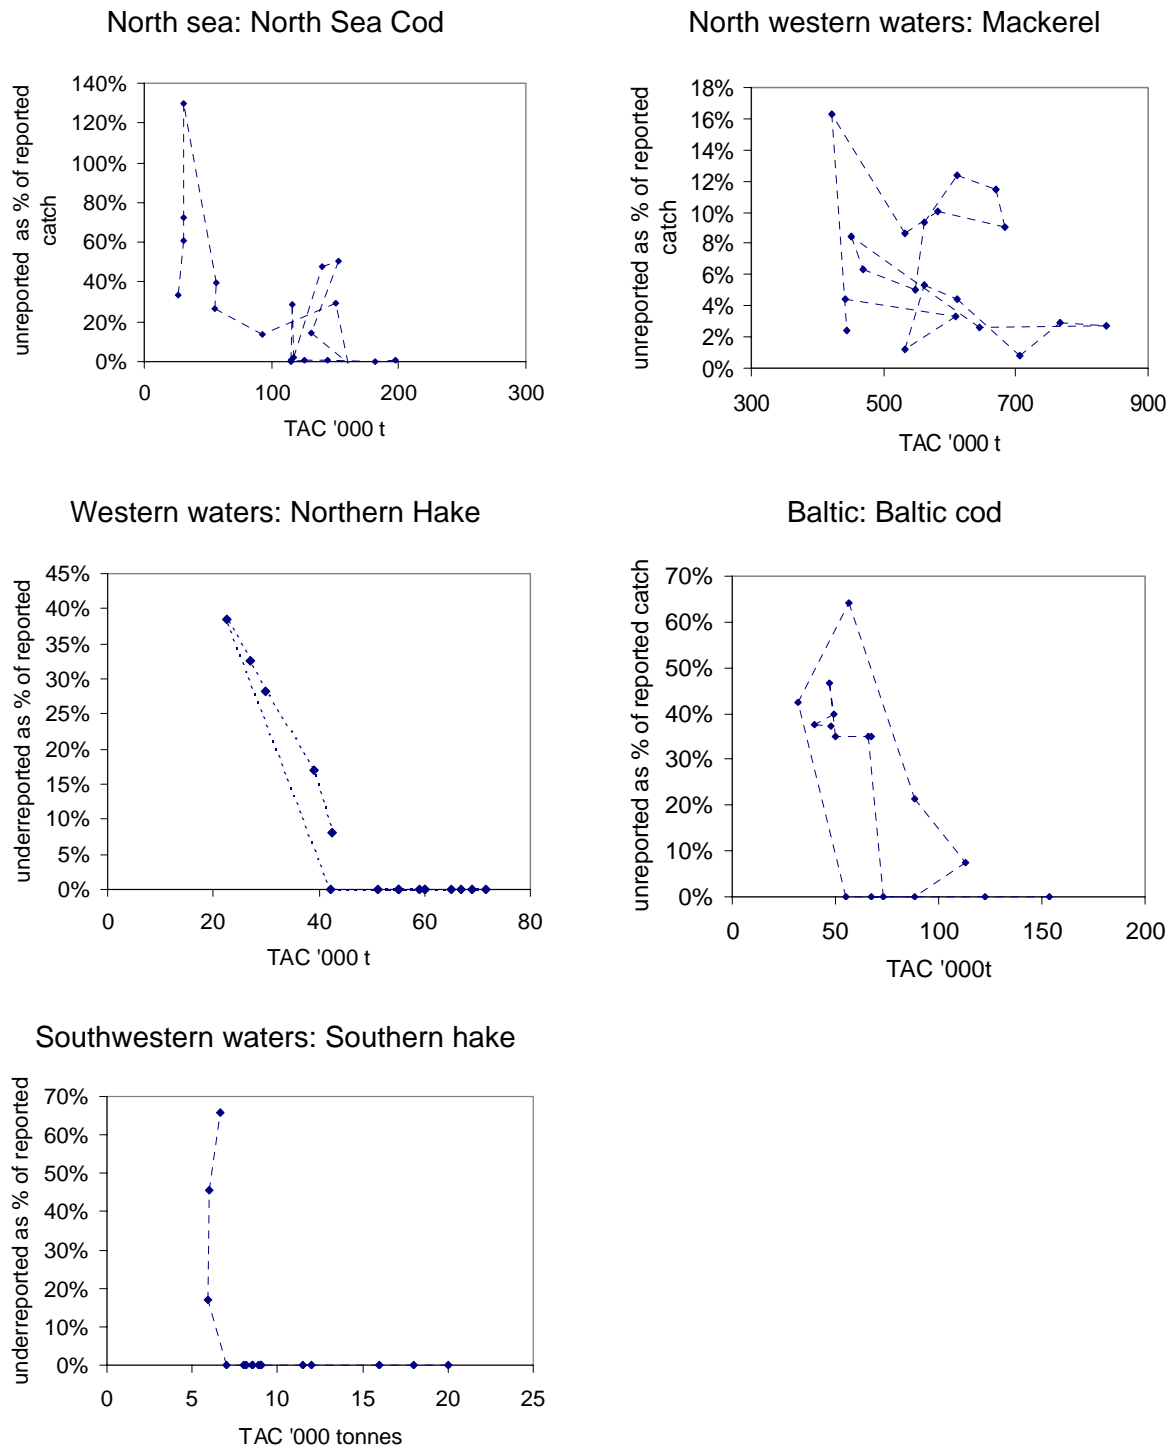 North sea: North Sea Cod
unreported as % of reported
catch
140%
120%
100%
80%
60%
40%
20%
0%
0 100 200 300
TAC '000 t
North western waters: Mackerel
unreported as % of reported
catch
18%
16%
14%
12%
10%
8%
6%
4%
2%
0%
300 500 700 900
TAC '000 t
Western waters: Northern Hake
underreported as % of reported
45%
40%
35%
30%
25%
20%
15%
10%
5%
0%
0 20 40 60 80
TAC '000 t
Baltic: Baltic cod
unreported as % of reported catch
70%
60%
50%
40%
30%
20%
10%
0%
0 50 100 150 200
TAC '000t
Southwestern waters: Southern hake
underreported as % of reported
70%
60%
50%
40%
30%
20%
10%
0%
0 5 10 15 20 25
TAC '000 tonnes